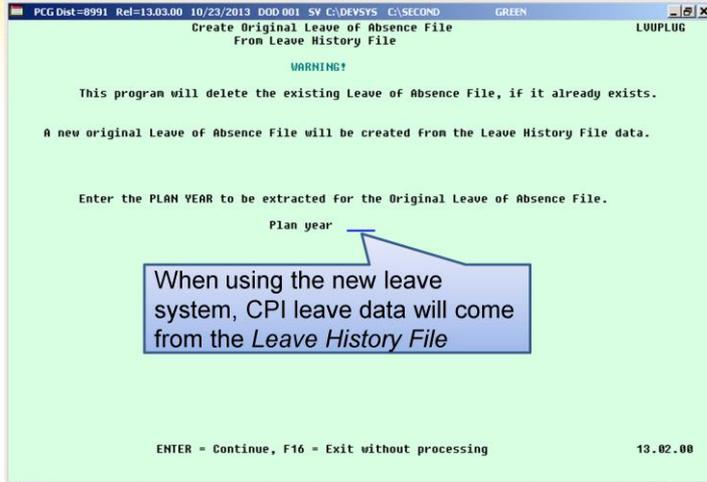 PCG Dist=8991 Rel=13.03.00 10/23/2013 DOD 001 SV C:\DEVSYS C:\SECOND GREEN
Create Original Leave of Absence File LVUPLUG
From Leave History File
WARNING!
This program will delete the existing Leave of Absence File, if it already exists.
A new original Leave of Absence File will be created from the Leave History File data.
Enter the PLAN YEAR to be extracted for the Original Leave of Absence File.
Plan year
When using the new leave
system, CPI leave data will come
from the Leave History File
ENTER = Continue, F16 = Exit without processing 13.02.00